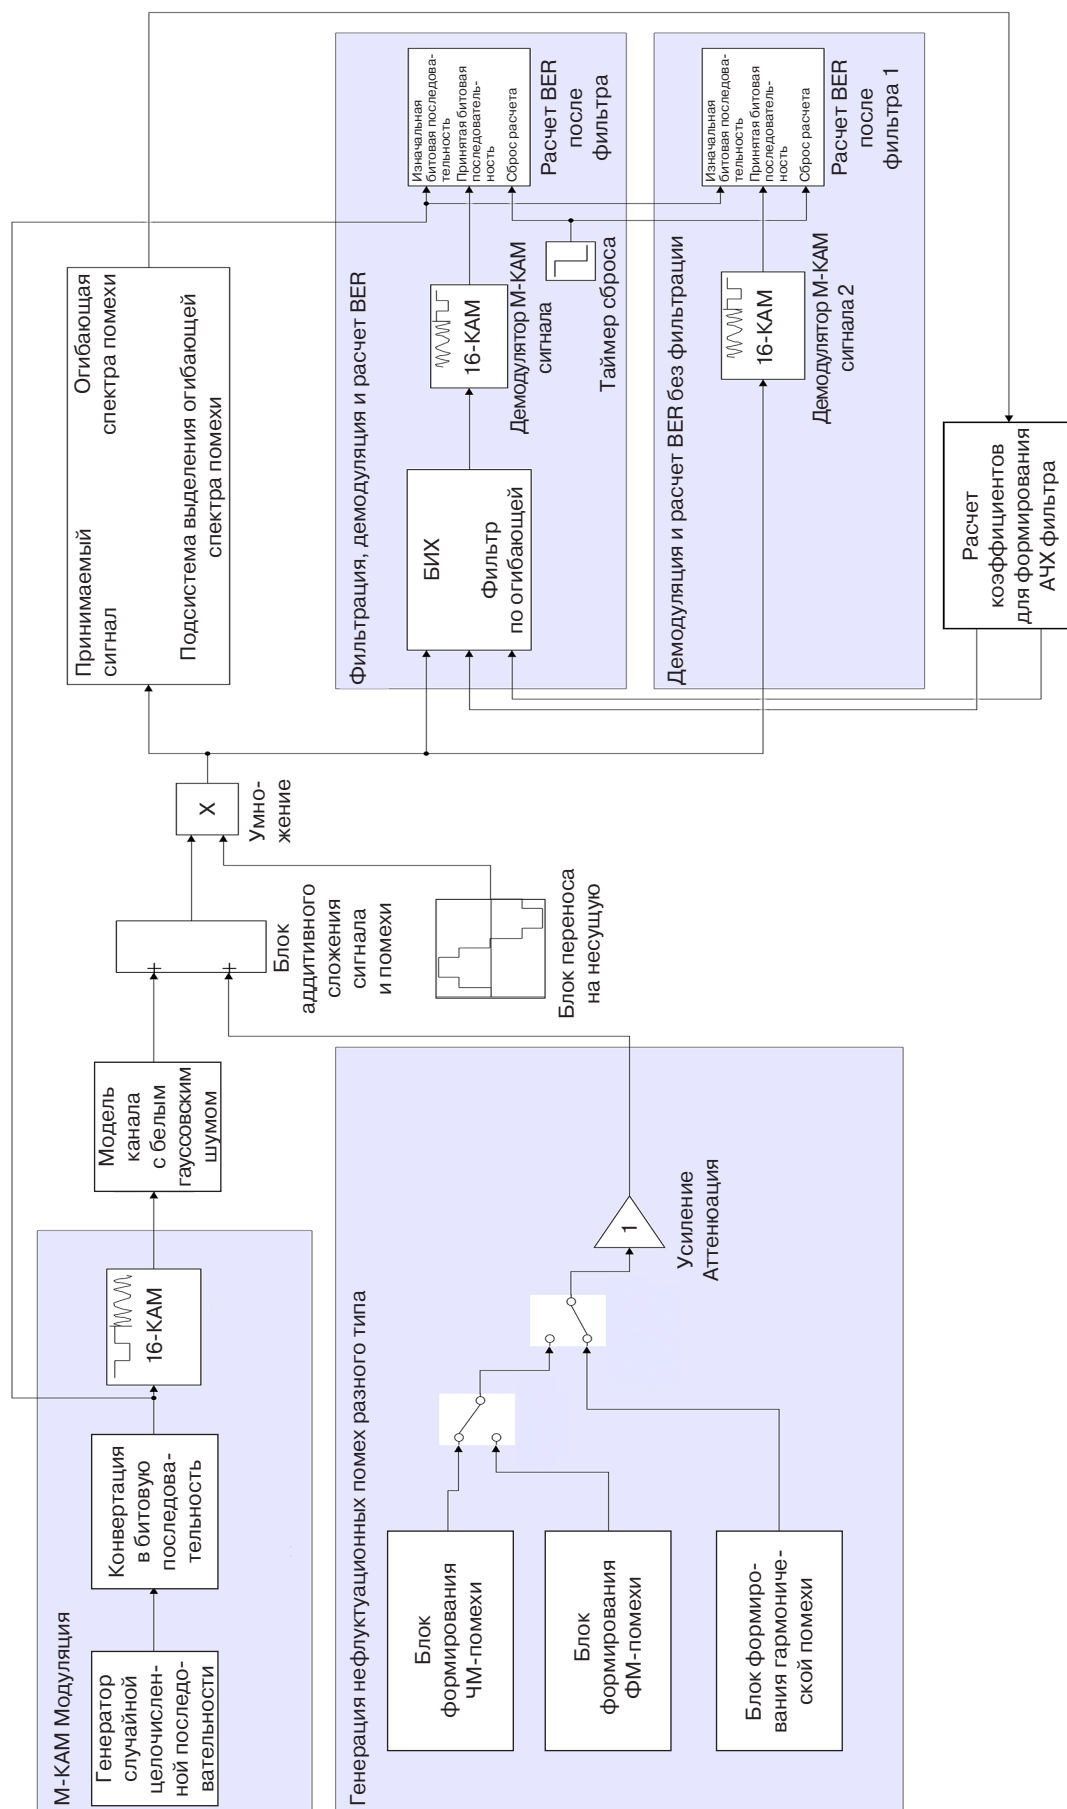 М-КАМ Модуляция
Генератор
случайной
целочислен-
ной последо-
вательности
Конвертация
в битовую
последова-
тельность
16-КАМ
Модель
канала
с белым
гауссовским
шумом
Блок
аддитивного
сложения
сигнала
и помехи
X
Умно-
жение
Блок переноса
на несущую
Принимаемый
сигнал
Огибающая
спектра помехи
Подсистема выделения огибающей
спектра помехи
Генерация нефлуктуационных помех разного типа
Блок
формирования
ЧМ-помехи
Блок
формирования
ФМ-помехи
Блок формиро-
вания гармониче-
ской помехи
1
Усиление
Аттенюация
Фильтрация, демодуляция и расчет BER
БИХ
Фильтр
по огибающей
16-КАМ
Демодулятор М-КАМ
сигнала
Таймер сброса
Изначальная
битовая последова-
тельность
Принятая битовая
последователь-
ность
Сброс расчета
Расчет BER
после
фильтра
Демодуляция и расчет BER без фильтрации
16-КАМ
Демодулятор М-КАМ
сигнала 2
Изначальная
битовая последова-
тельность
Принятая битовая
последователь-
ность
Сброс расчета
Расчет BER
после
фильтра 1
Расчет
коэффициентов
для формирования
АЧХ фильтра